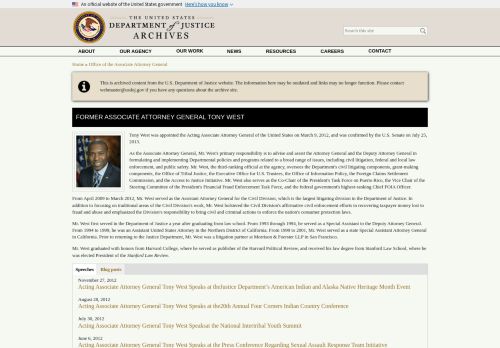 An official website of the United States government Here's how you know
THE UNITED STATES
DEPARTMENT of JUSTICE
ARCHIVES
Search this site
ABOUT OUR AGENCY OUR WORK NEWS RESOURCES CAREERS CONTACT
Home » Office of the Associate Attorney General
This is archived content from the U.S. Department of Justice website. The information here may be outdated and links may no longer function. Please contact
webmaster@usdoj.gov if you have any questions about the archive site.
FORMER ASSOCIATE ATTORNEY GENERAL TONY WEST
Tony West was appointed the Acting Associate Attorney General of the United States on March 9, 2012, and was confirmed by the U.S. Senate on July 25,
2013.
As the Associate Attorney General, Mr. West's primary responsibility is to advise and assist the Attorney General and the Deputy Attorney General in
formulating and implementing Departmental policies and programs related to a broad range of issues, including civil litigation, federal and local law
enforcement, and public safety. Mr. West, the third-ranking official at the agency, oversees the Department's civil litigating components, grant-making
components, the Office of Tribal Justice, the Executive Office for U.S. Trustees, the Office of Information Policy, the Foreign Claims Settlement
Commission, and the Access to Justice Initiative. Mr. West also serves as the Co-Chair of the President's Task Force on Puerto Rico, the Vice Chair of the
Steering Committee of the President's Financial Fraud Enforcement Task Force, and the federal government's highest-ranking Chief FOIA Officer.
From April 2009 to March 2012, Mr. West served as the Assistant Attorney General for the Civil Division, which is the largest litigating division in the Department of Justice. In
addition to focusing on traditional areas of the Civil Division's work, Mr. West bolstered the Civil Division's affirmative civil enforcement efforts in recovering taxpayer money lost to
fraud and abuse and emphasized the Division's responsibility to bring civil and criminal actions to enforce the nation's consumer protection laws.
Mr. West first served in the Department of Justice a year after graduating from law school. From 1993 through 1994, he served as a Special Assistant to the Deputy Attorney General.
From 1994 to 1999, he was an Assistant United States Attorney in the Northern District of California. From 1999 to 2001, Mr. West served as a state Special Assistant Attorney General
in California. Prior to returning to the Justice Department, Mr. West was a litigation partner at Morrison & Foerster LLP in San Francisco.
Mr. West graduated with honors from Harvard College, where he served as publisher of the Harvard Political Review, and received his law degree from Stanford Law School, where he
was elected President of the Stanford Law Review.
Speeches Blog posts
November 27, 2012
Acting Associate Attorney General Tony West Speaks at theJustice Department's American Indian and Alaska Native Heritage Month Event
August 28, 2012
Acting Associate Attorney General Tony West Speaks at the20th Annual Four Corners Indian Country Conference
July 30, 2012
Acting Associate Attorney General Tony West Speaksat the National Intertribal Youth Summit
June 6, 2012
Acting Associate Attorney General Tony West Speaks at the Press Conference Regarding Sexual Assault Response Team Initiative